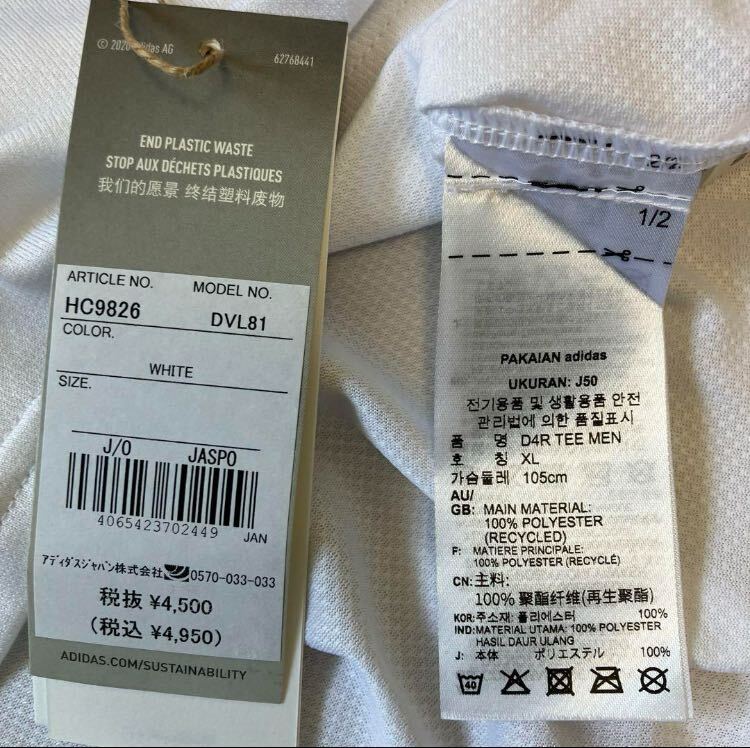 © 2020 adidas AG
62768441
END PLASTIC WASTE
STOP AUX DÉCHETS PLASTIQUES
我们的愿景 终结塑料废物
ARTICLE NO. MODEL NO.
HC9826 DVL81
COLOR.
WHITE
SIZE.
J/O JASPO
4065423702449 JAN
アディダスジャパン株式会社 0570-033-033
税抜 ¥4,500
(税込 ¥4,950)
ADIDAS.COM/SUSTAINABILITY
1/2
PAKAIAN adidas
UKURAN: J50
전기용품 및 생활용품 안전
관리법에 의한 품질표시
품 명 D4R TEE MEN
호 칭 XL
가슴둘레 105cm
AU/
GB: MAIN MATERIAL:
100% POLYESTER
(RECYCLED)
F: MATIERE PRINCIPALE:
100% POLYESTER (RECYCLÉ)
CN: 主料:
100% 聚酯纤维(再生聚酯)
KOR: 주소재: 폴리에스터 100%
IND: MATERIAL UTAMA: 100% POLYESTER
HASIL DAUR ULANG
J: 本体 ポリエステル 100%
40